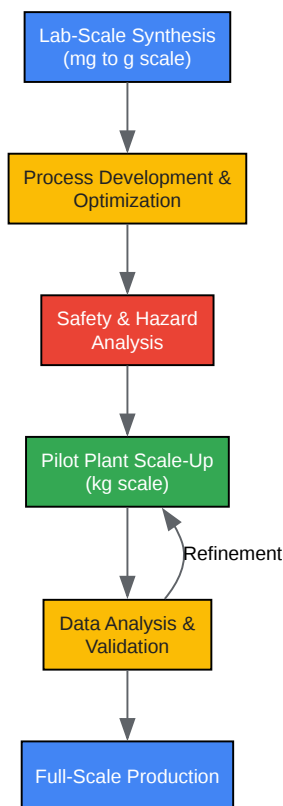 Lab-Scale Synthesis
(mg to g scale)
Process Development &
Optimization
Safety & Hazard
Analysis
Pilot Plant Scale-Up
(kg scale)
Refinement
Data Analysis &
Validation
Full-Scale Production